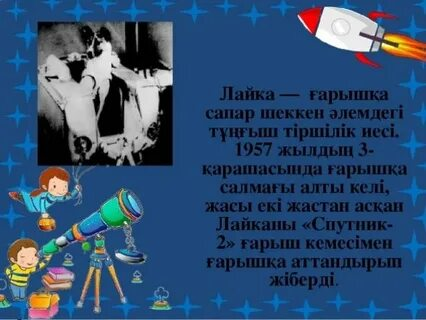 Лайка — ғарышқа
сапар шеккен әлемдегі
тұңғыш тіршілік иесі.
1957 жылдың 3-
қарашасында ғарышқа
салмағы алты келі,
жасы екі жастан асқан
Лайканы «Спутник-
2» ғарыш кемесімен
ғарышқа аттандырып
жіберді.